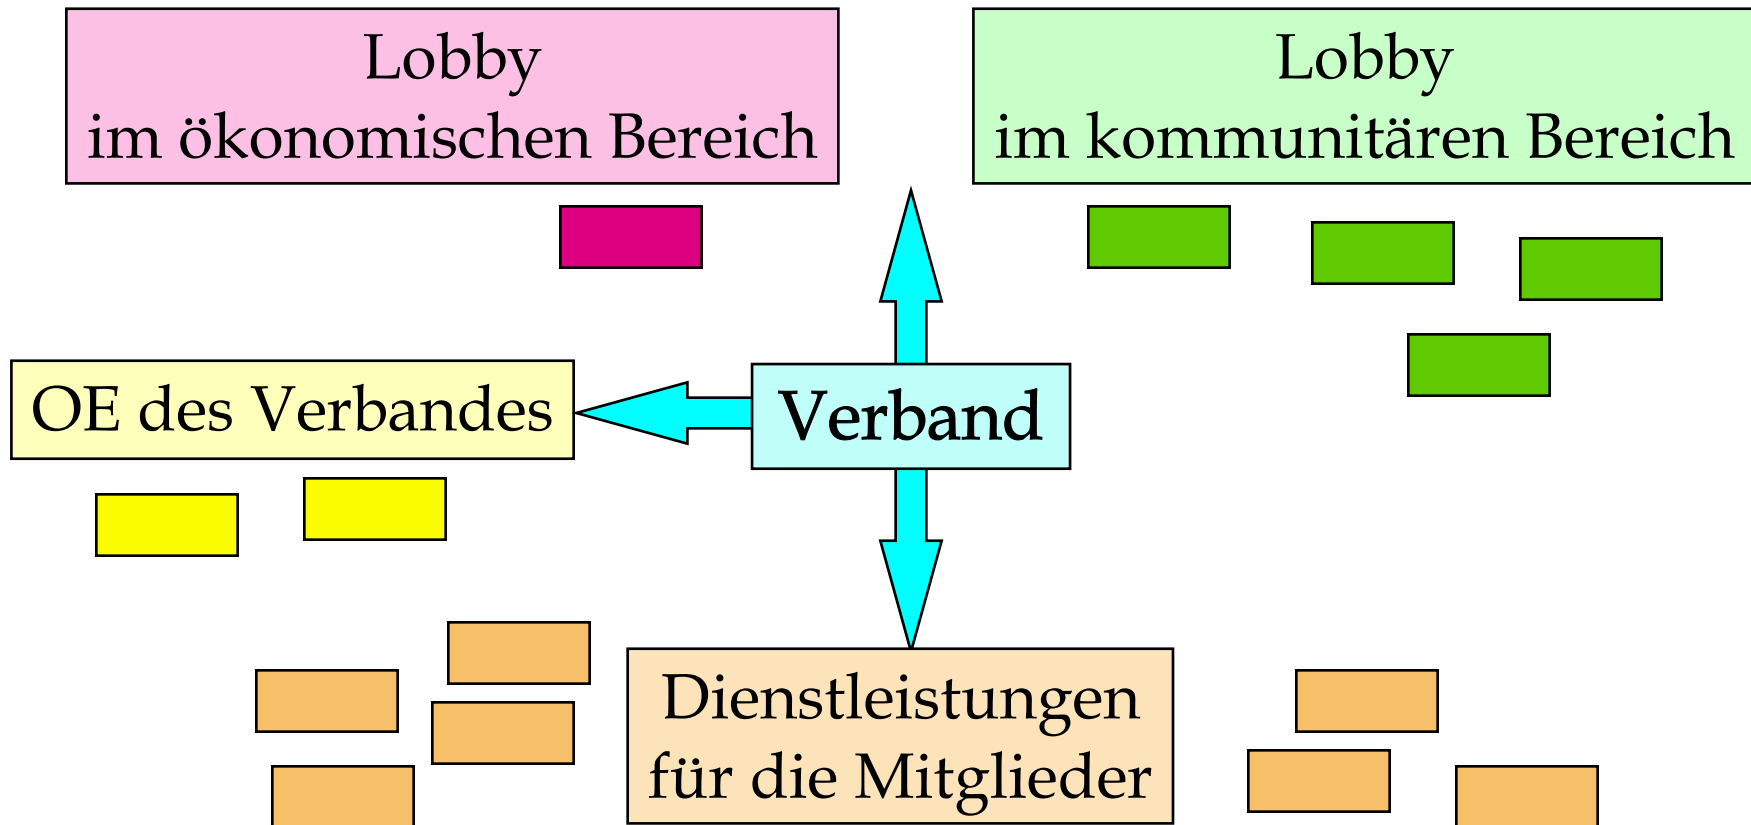 Lobby
im ökonomischen Bereich
Lobby
im kommunitären Bereich
OE des Verbandes
Verband
Dienstleistungen
für die Mitglieder